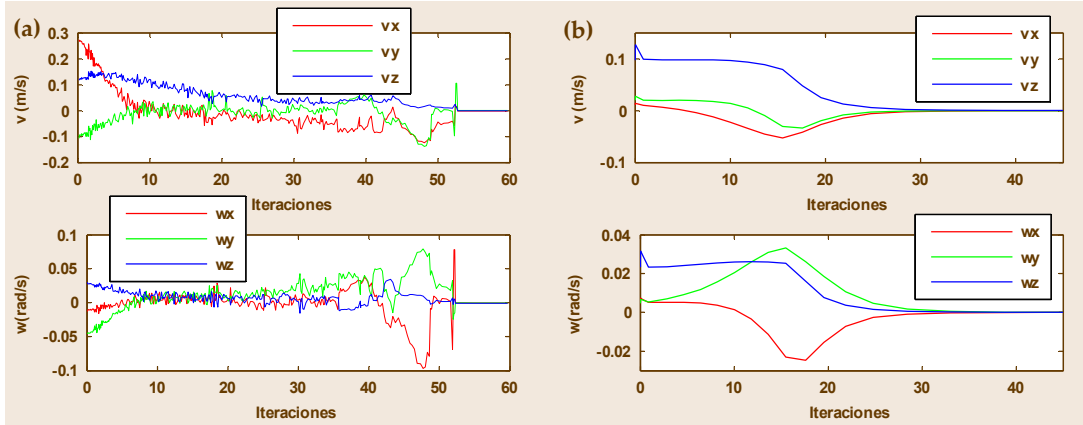 (a)
v (m/s)
0.3
0.2
0.1
0
-0.1
-0.2
vx
vy
vz
0 10 20 30 40 50 60
Iteraciones
w(rad/s)
0.1
0.05
0
-0.05
-0.1
wx
wy
wz
0 10 20 30 40 50 60
Iteraciones
(b)
v (m/s)
0.1
0
-0.1
vx
vy
vz
0 10 20 30 40
Iteraciones
w(rad/s)
0.04
0.02
0
-0.02
wx
wy
wz
0 10 20 30 40
Iteraciones